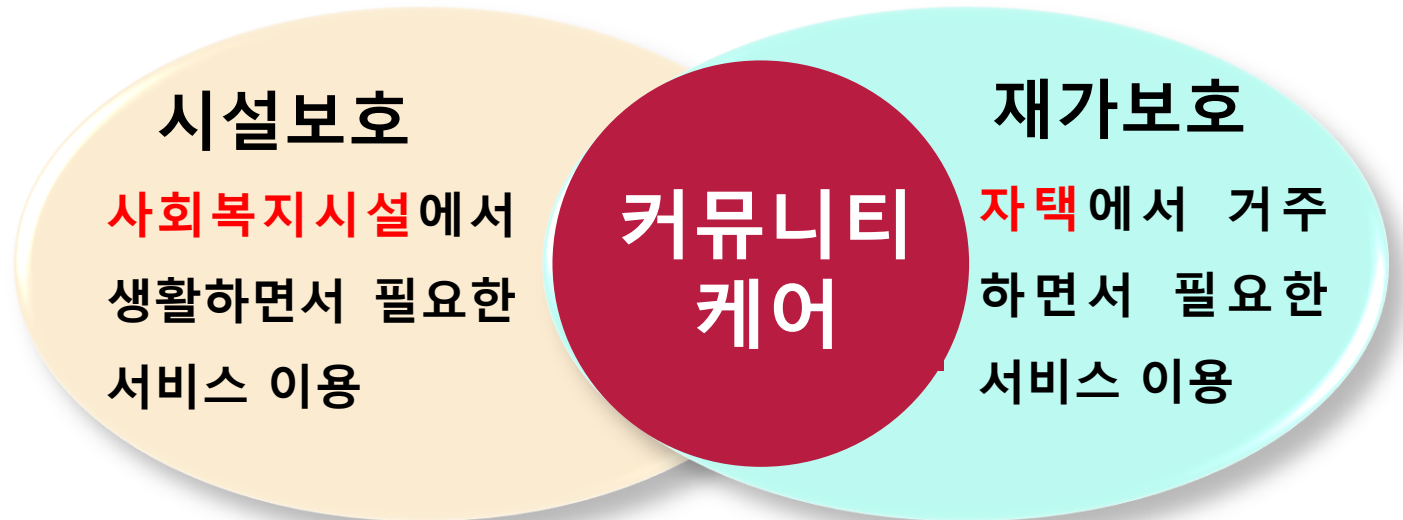 시설보호
사회복지시설에서
생활하면서 필요한
서비스 이용
커뮤니티
케어
재가보호
자택에서 거주
하면서 필요한
서비스 이용